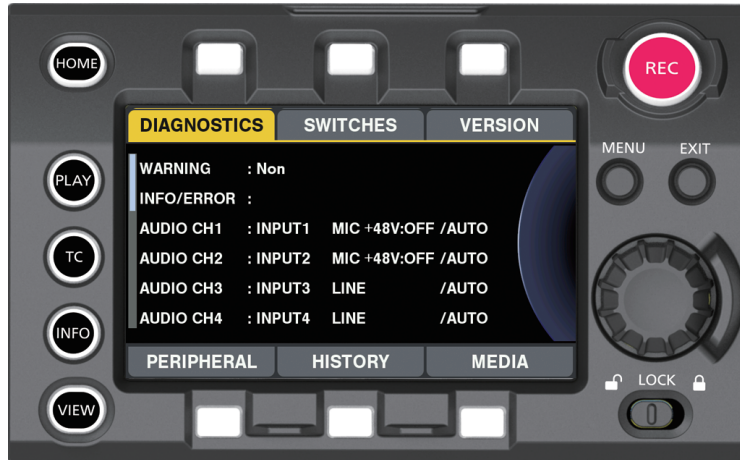 HOME
REC
DIAGNOSTICS SWITCHES VERSION
MENU EXIT
PLAY
WARNING : Non
INFO/ERROR :
AUDIO CH1 : INPUT1 MIC +48V:OFF /AUTO
TC
AUDIO CH2 : INPUT2 MIC +48V:OFF /AUTO
AUDIO CH3 : INPUT3 LINE /AUTO
AUDIO CH4 : INPUT4 LINE /AUTO
INFO
PERIPHERAL HISTORY MEDIA
LOCK
VIEW
0